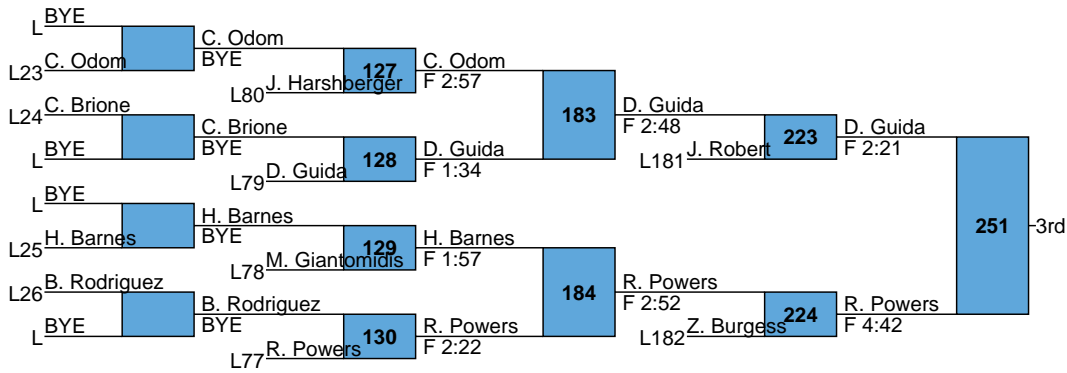 BYE
L
C. Odom
BYE
C. Odom
L23
127
C. Odom
F 2:57
J. Harshberger
L80
183
D. Guida
F 2:48
C. Brione
L24
C. Brione
BYE
BYE
L
128
D. Guida
F 1:34
D. Guida
L79
J. Robert
L181
223
D. Guida
F 2:21
BYE
L
H. Barnes
BYE
H. Barnes
L25
129
H. Barnes
F 1:57
M. Giantomidis
L78
251
3rd
184
R. Powers
F 2:52
B. Rodriguez
L26
B. Rodriguez
BYE
BYE
L
130
R. Powers
F 2:22
R. Powers
L77
Z. Burgess
L182
224
R. Powers
F 4:42